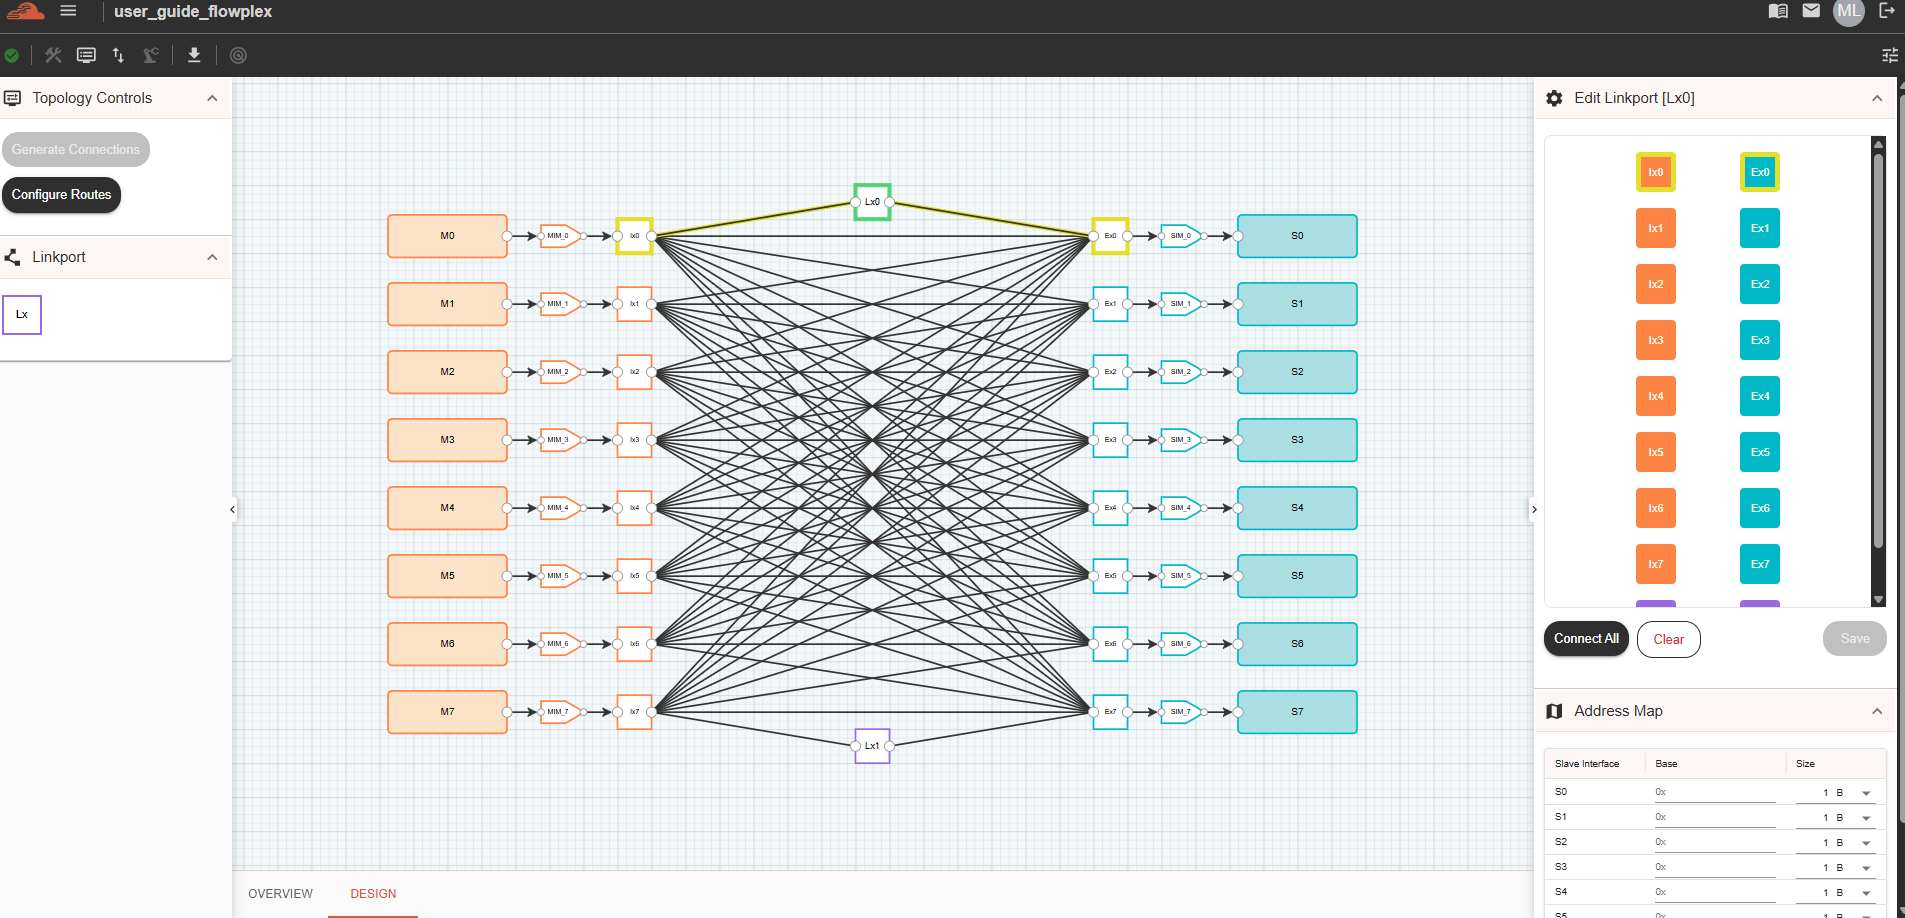 user_guide_flowplex
ML
Topology Controls
Generate Connections
Configure Routes
Linkport
Lx
Lx0
M0 MIM_0 Ix0 Ex0 SIM_0 S0
M1 MIM_1 Ix1 Ex1 SIM_1 S1
M2 MIM_2 Ix2 Ex2 SIM_2 S2
M3 MIM_3 Ix3 Ex3 SIM_3 S3
M4 MIM_4 Ix4 Ex4 SIM_4 S4
M5 MIM_5 Ix5 Ex5 SIM_5 S5
M6 MIM_6 Ix6 Ex6 SIM_6 S6
M7 MIM_7 Ix7 Ex7 SIM_7 S7
Lx1
OVERVIEW DESIGN
Edit Linkport [Lx0]
Ix0 Ex0
Ix1 Ex1
Ix2 Ex2
Ix3 Ex3
Ix4 Ex4
Ix5 Ex5
Ix6 Ex6
Ix7 Ex7
Connect All Clear Save
Address Map
Slave Interface Base Size
S0 0x 1 B
S1 0x 1 B
S2 0x 1 B
S3 0x 1 B
S4 0x 1 B
S5 0x 1 B